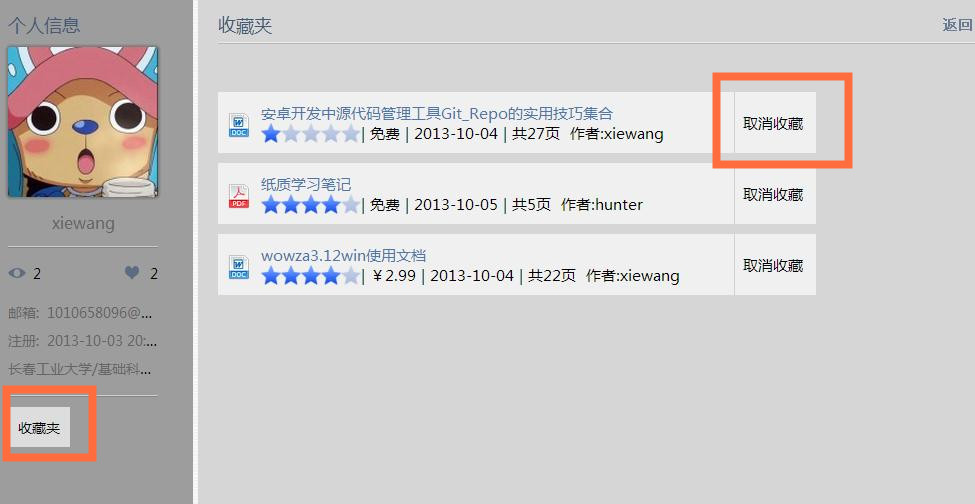 个人信息
xiewang
2 2
邮箱: 1010658096@...
注册: 2013-10-03 20:...
长春工业大学/基础科...
收藏夹
收藏夹 返回
安卓开发中源代码管理工具Git_Repo的实用技巧集合
DOC | 免费 | 2013-10-04 | 共27页 作者:xiewang
取消收藏
纸质学习笔记
PDF | 免费 | 2013-10-05 | 共5页 作者:hunter
取消收藏
wowza3.12win使用文档
DOC | ¥2.99 | 2013-10-04 | 共22页 作者:xiewang
取消收藏